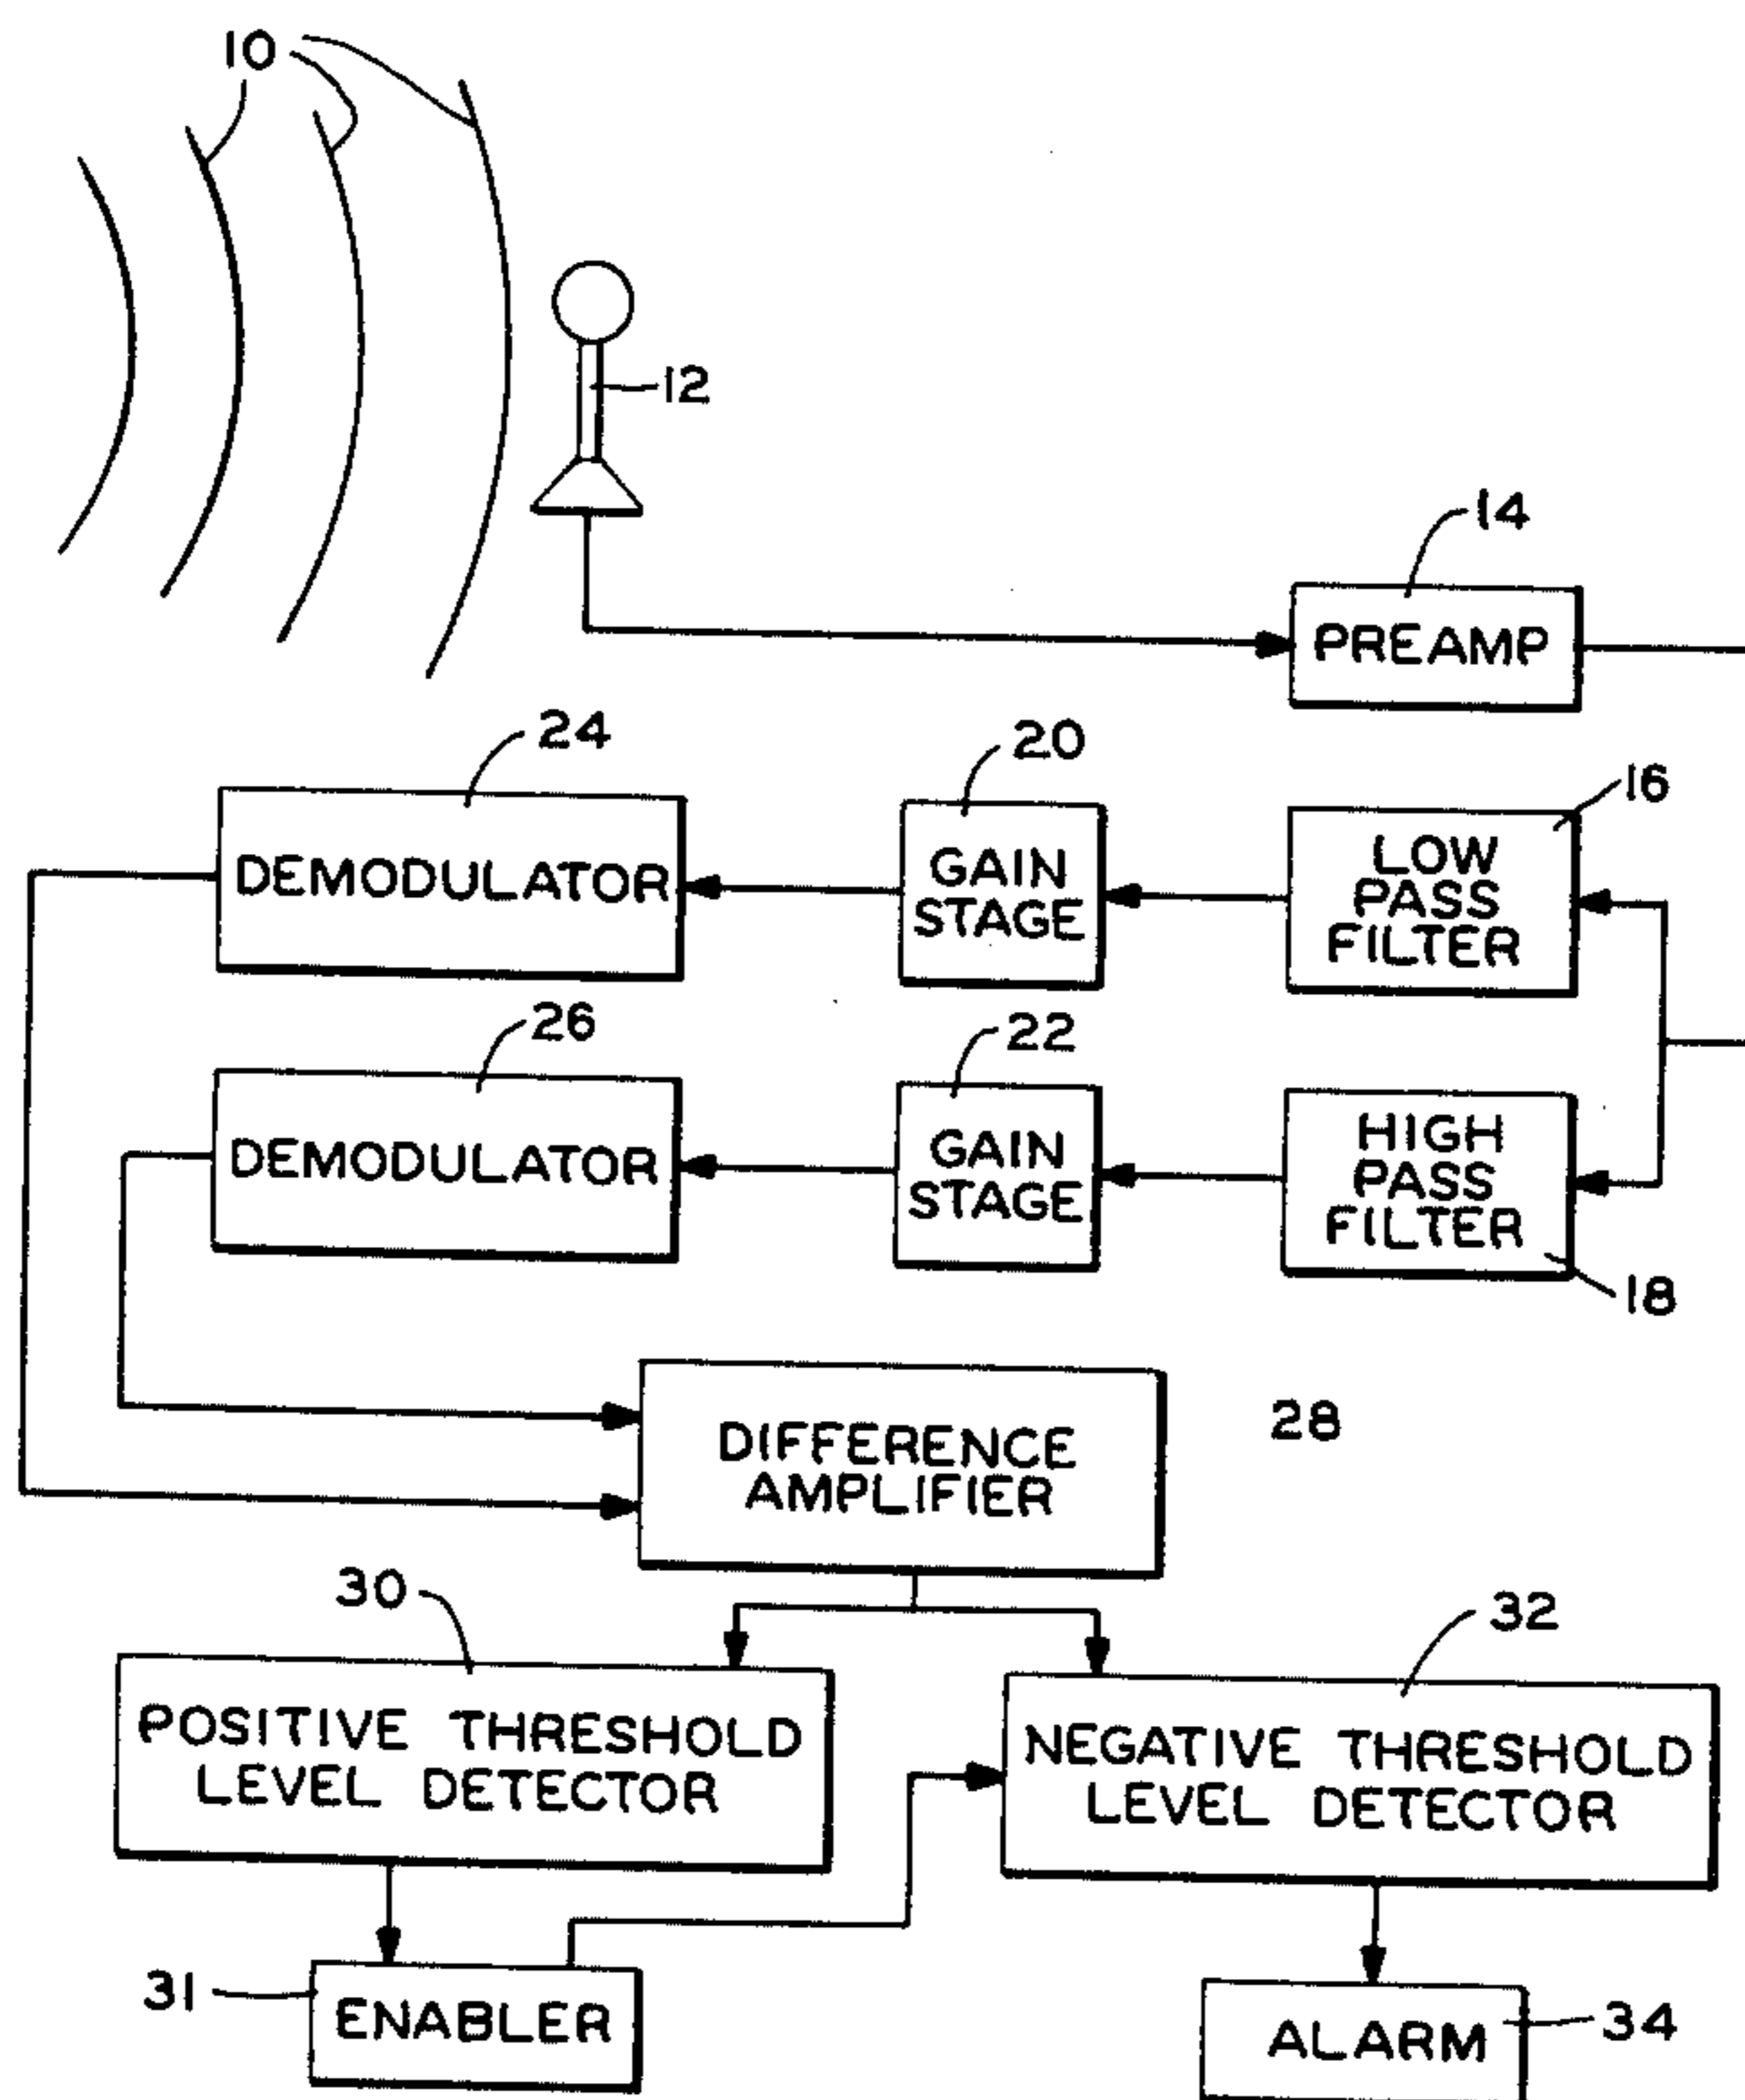 10
12
14
PREAMP
24
20
16
DEMODULATOR
GAIN
STAGE
LOW
PASS
FILTER
26
22
DEMODULATOR
GAIN
STAGE
HIGH
PASS
FILTER
18
DIFFERENCE
AMPLIFIER
28
30
32
POSITIVE THRESHOLD
LEVEL DETECTOR
NEGATIVE THRESHOLD
LEVEL DETECTOR
31
ENABLER
ALARM
34